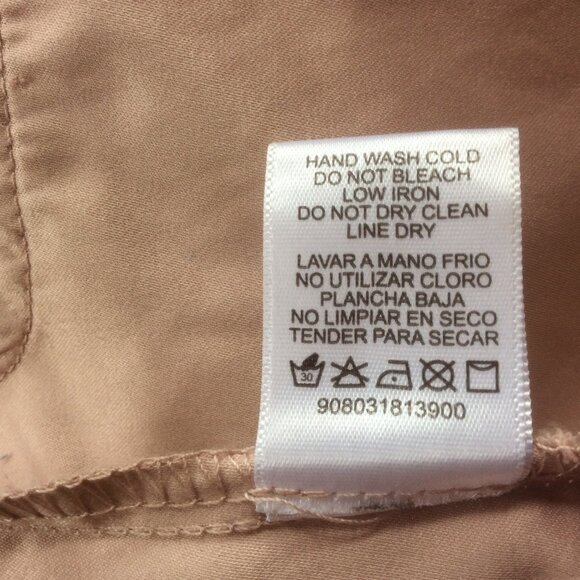 HAND WASH COLD
DO NOT BLEACH
LOW IRON
DO NOT DRY CLEAN
LINE DRY
LAVAR A MANO FRIO
NO UTILIZAR CLORO
PLANCHA BAJA
NO LIMPIAR EN SECO
TENDER PARA SECAR
30
908031813900